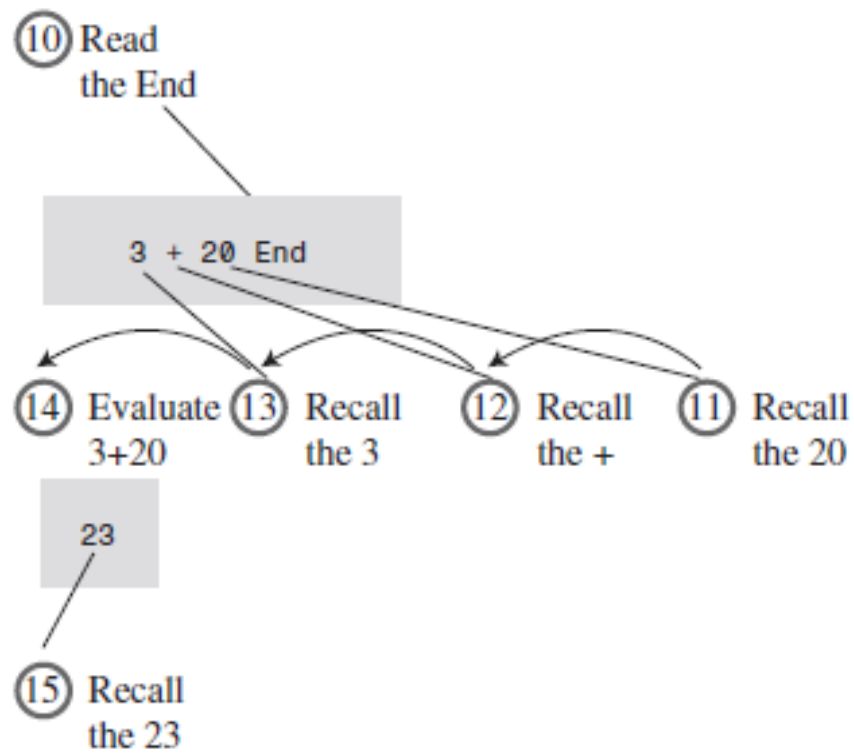 10 Read
the End
3 + 20 End
14 Evaluate 13 Recall 12 Recall 11 Recall
3+20 the 3 the + the 20
23
15 Recall
the 23